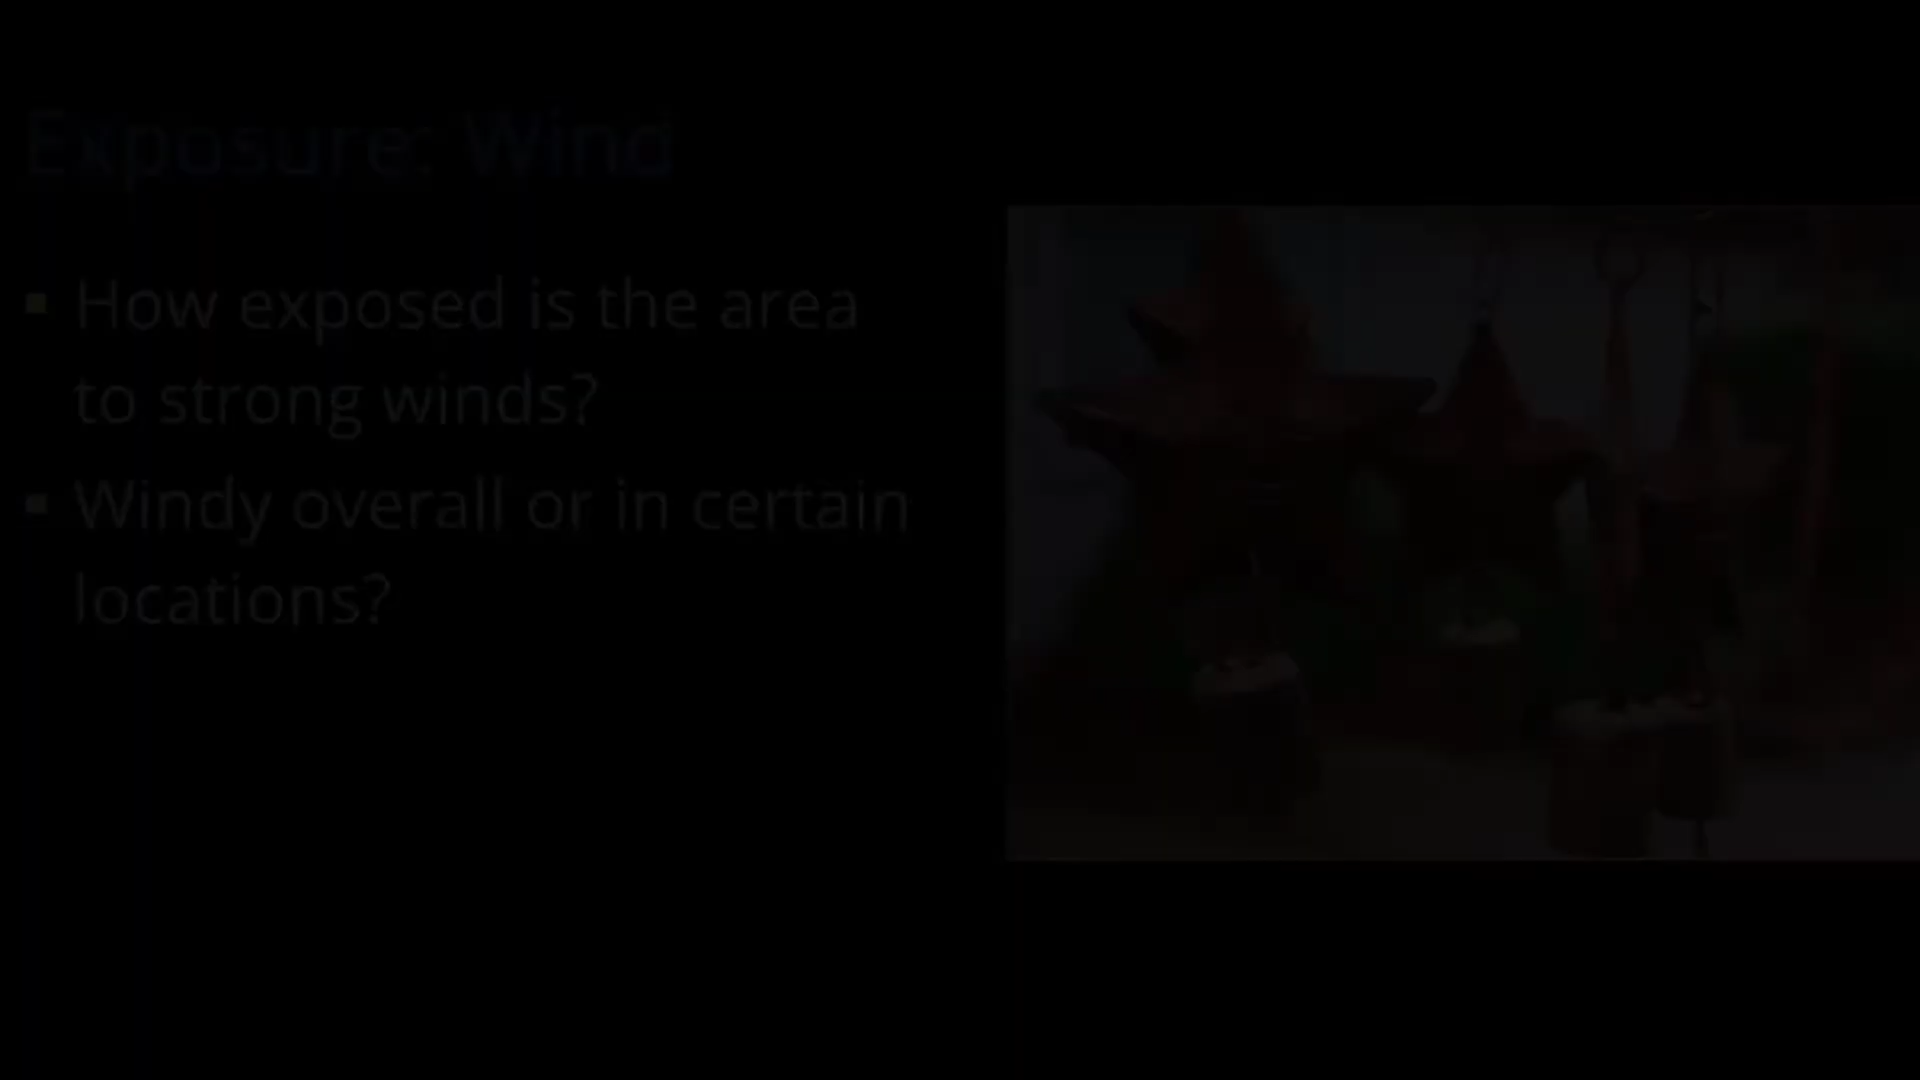 Exposure: Wind
▪ How exposed is the area
to strong winds?
▪ Windy overall or in certain
locations?